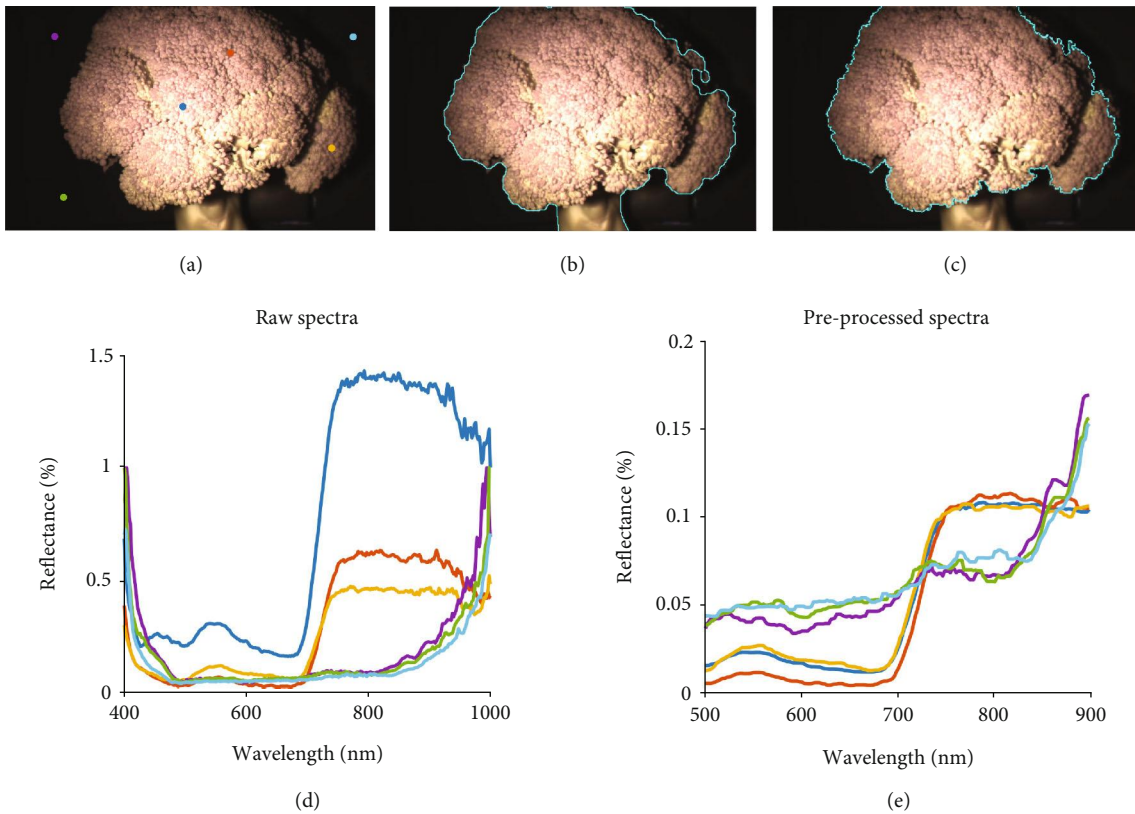 (a)
(b)
(c)
Raw spectra
1.5
1
0.5
0
Reflectance (%)
400
600
800
1000
Wavelength (nm)
(d)
Pre-processed spectra
0.2
0.15
0.1
0.05
0
Reflectance (%)
500
600
700
800
900
Wavelength (nm)
(e)